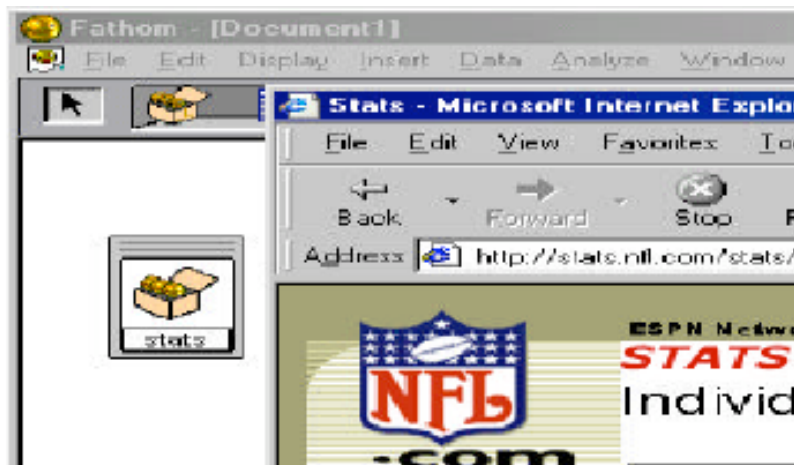 Fathom - [Document1]
File Edit Display Insert Data Analyze Window
Stats - Microsoft Internet Explo
File Edit View Favorites To
Back Forward Stop
Address http://stats.nfl.com/stats/
stats
ESPN Netw
STATS
NFL
Individ
.com